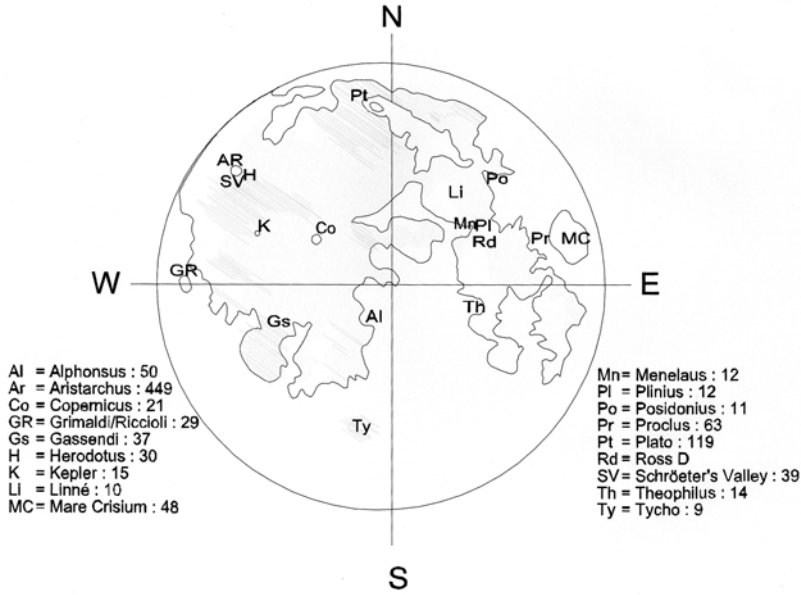 N
Pt
AR
H
SV
Li
Po
K
Co
Mn
Pl
Rd
Pr
MC
GR
W
E
Gs
Al
Th
Ty
S
Al = Alphonsus : 50
Ar = Aristarchus : 449
Co = Copernicus : 21
GR = Grimaldi/Riccioli : 29
Gs = Gassendi : 37
H = Herodotus : 30
K = Kepler : 15
Li = Linné : 10
MC = Mare Crisium : 48
Mn = Menelaus : 12
Pl = Plinius : 12
Po = Posidonius : 11
Pr = Proclus : 63
Pt = Plato : 119
Rd = Ross D
SV = Schröeter's Valley : 39
Th = Theophilus : 14
Ty = Tycho : 9